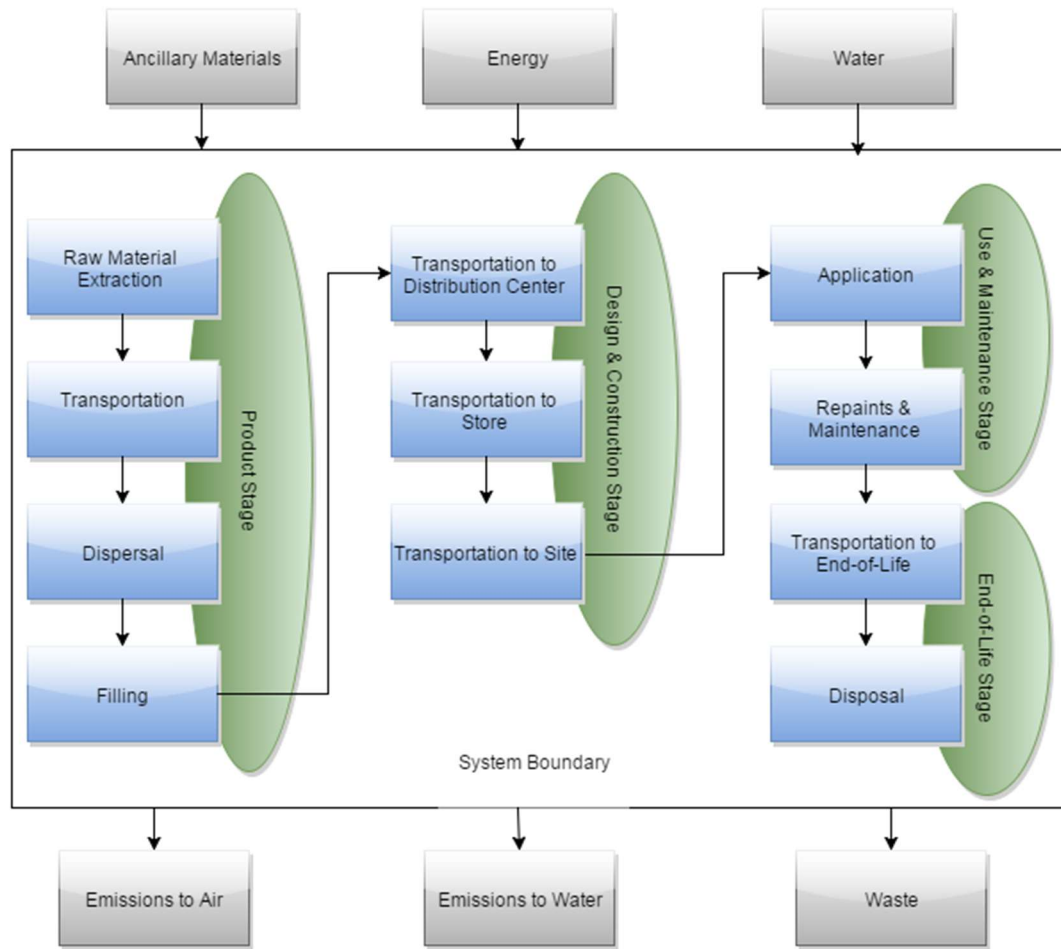 Ancillary Materials
Energy
Water
Raw Material
Extraction
Transportation
Dispersal
Filling
Product Stage
Transportation to
Distribution Center
Transportation to
Store
Transportation to Site
Design & Construction Stage
Application
Repaints &
Maintenance
Use & Maintenance Stage
Transportation to
End-of-Life
Disposal
End-of-Life Stage
System Boundary
Emissions to Air
Emissions to Water
Waste